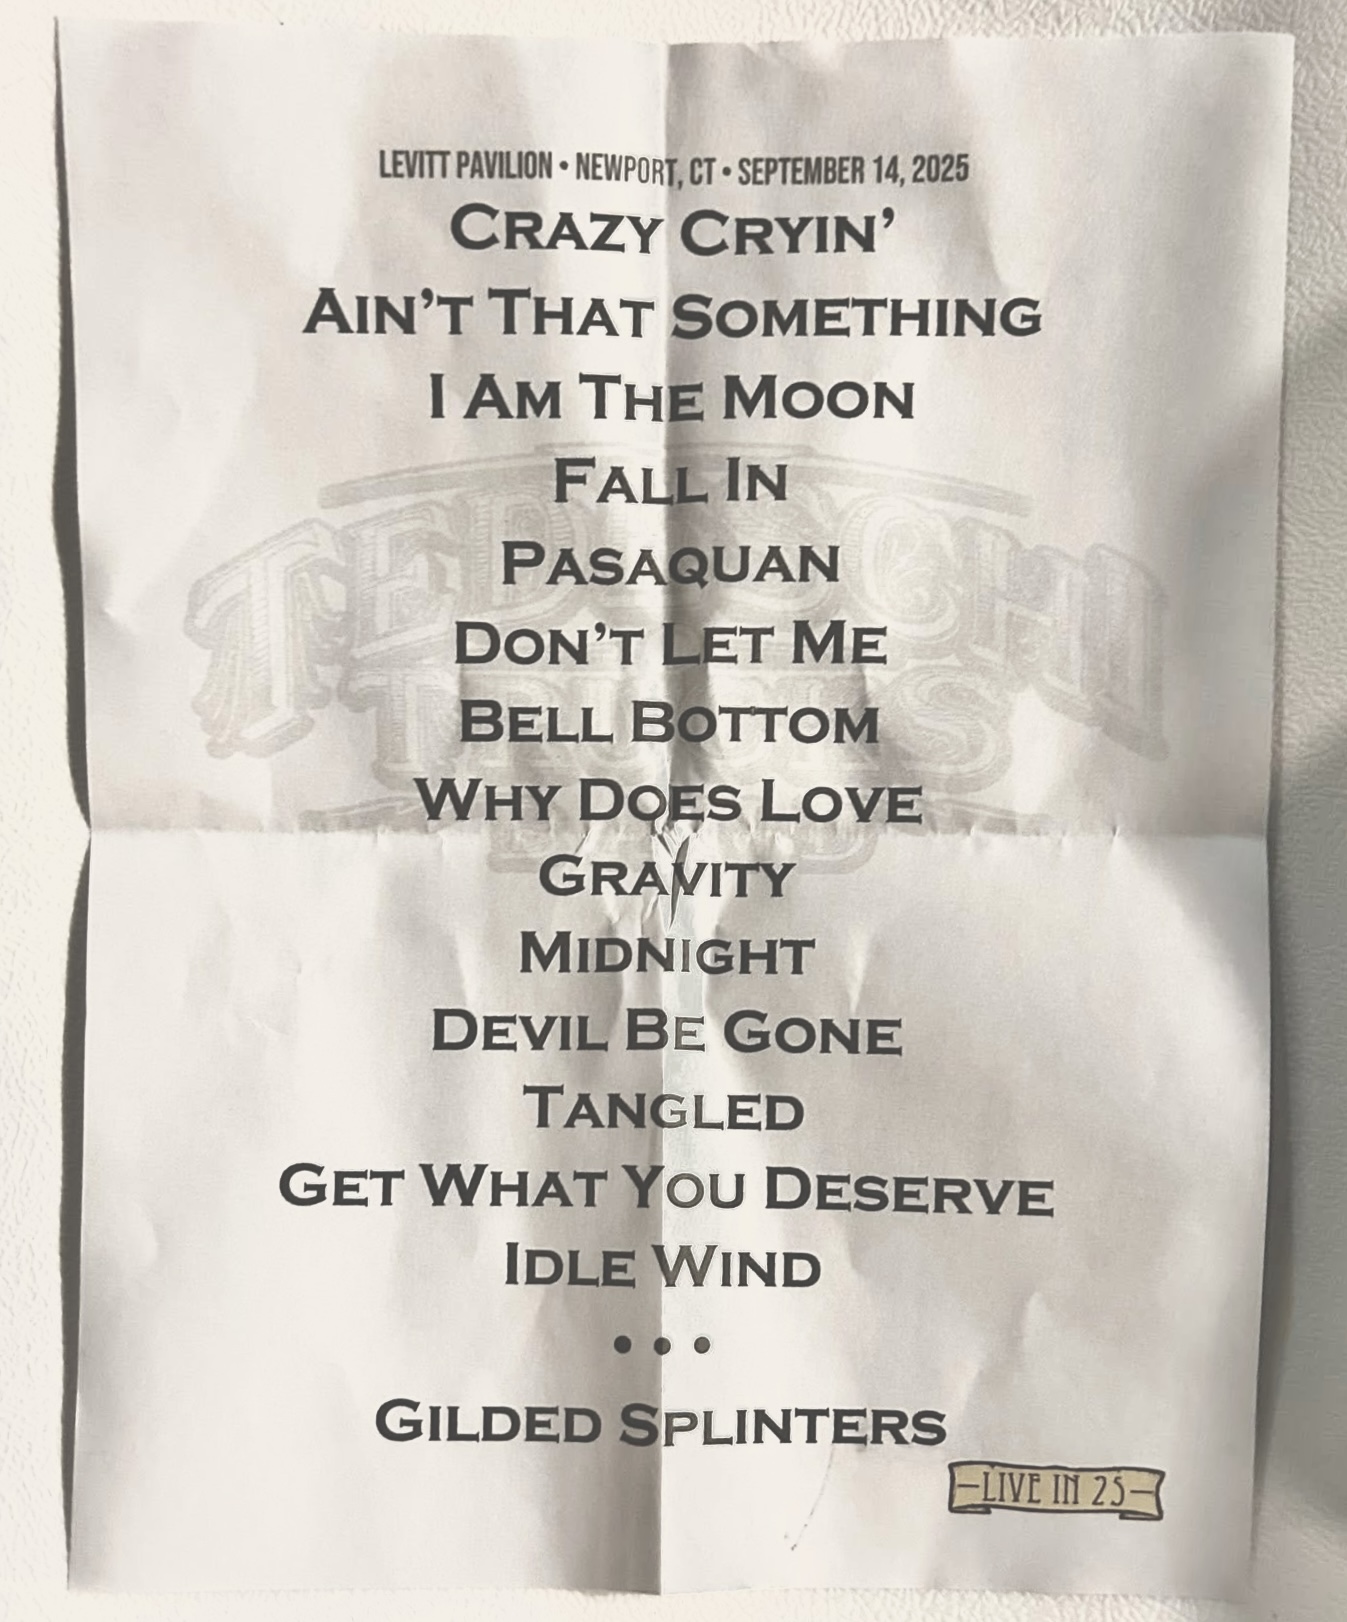 LEVITT PAVILION • NEWPORT, CT • SEPTEMBER 14, 2025
CRAZY CRYIN'
AIN'T THAT SOMETHING
I AM THE MOON
FALL IN
PASAQUAN
DON'T LET ME
BELL BOTTOM
WHY DOES LOVE
GRAVITY
MIDNIGHT
DEVIL BE GONE
TANGLED
GET WHAT YOU DESERVE
IDLE WIND
• • •
GILDED SPLINTERS
—LIVE IN 25—
TEDESCHI
TRUCKS